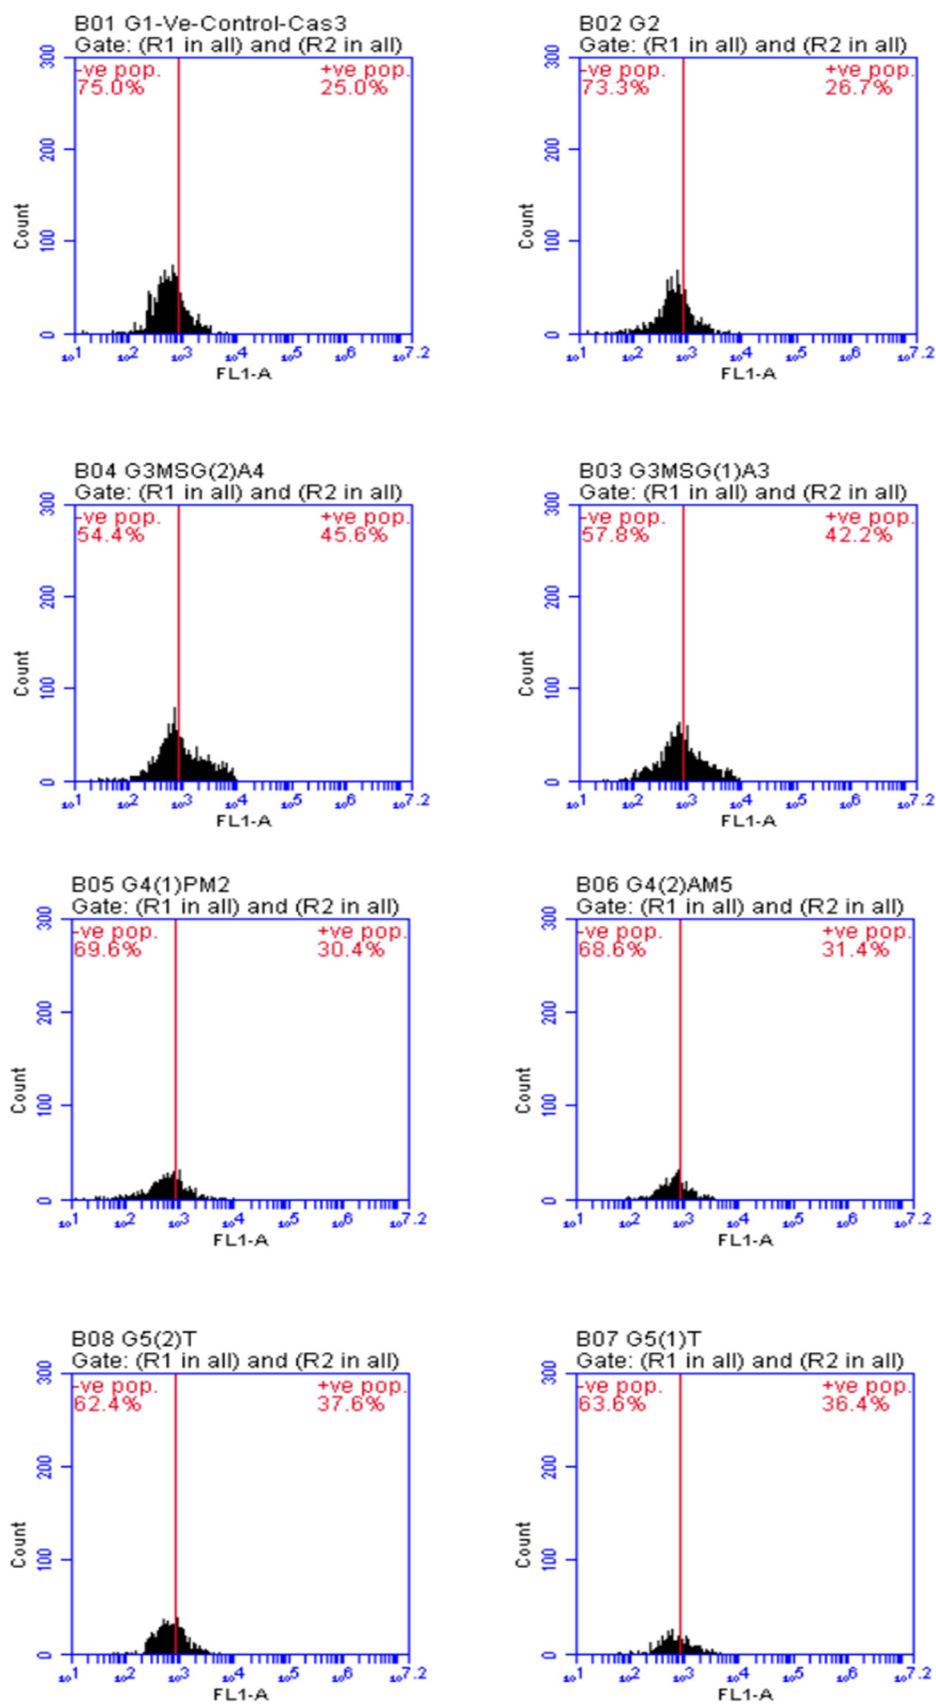 B01 G1-Ve-Control-Cas3
Gate: (R1 in all) and (R2 in all)
-ve pop.
75.0%
+ve pop.
25.0%
300
200
100
0
Count
10^1 10^2 10^3 10^4 10^5 10^6 10^7.2
FL1-A
B02 G2
Gate: (R1 in all) and (R2 in all)
-ve pop.
73.3%
+ve pop.
26.7%
300
200
100
0
Count
10^1 10^2 10^3 10^4 10^5 10^6 10^7.2
FL1-A
B04 G3MSG(2)A4
Gate: (R1 in all) and (R2 in all)
-ve pop.
54.4%
+ve pop.
45.6%
300
200
100
0
Count
10^1 10^2 10^3 10^4 10^5 10^6 10^7.2
FL1-A
B03 G3MSG(1)A3
Gate: (R1 in all) and (R2 in all)
-ve pop.
57.8%
+ve pop.
42.2%
300
200
100
0
Count
10^1 10^2 10^3 10^4 10^5 10^6 10^7.2
FL1-A
B05 G4(1)PM2
Gate: (R1 in all) and (R2 in all)
-ve pop.
69.6%
+ve pop.
30.4%
300
200
100
0
Count
10^1 10^2 10^3 10^4 10^5 10^6 10^7.2
FL1-A
B06 G4(2)AM5
Gate: (R1 in all) and (R2 in all)
-ve pop.
68.6%
+ve pop.
31.4%
300
200
100
0
Count
10^1 10^2 10^3 10^4 10^5 10^6 10^7.2
FL1-A
B08 G5(2)T
Gate: (R1 in all) and (R2 in all)
-ve pop.
62.4%
+ve pop.
37.6%
300
200
100
0
Count
10^1 10^2 10^3 10^4 10^5 10^6 10^7.2
FL1-A
B07 G5(1)T
Gate: (R1 in all) and (R2 in all)
-ve pop.
63.6%
+ve pop.
36.4%
300
200
100
0
Count
10^1 10^2 10^3 10^4 10^5 10^6 10^7.2
FL1-A